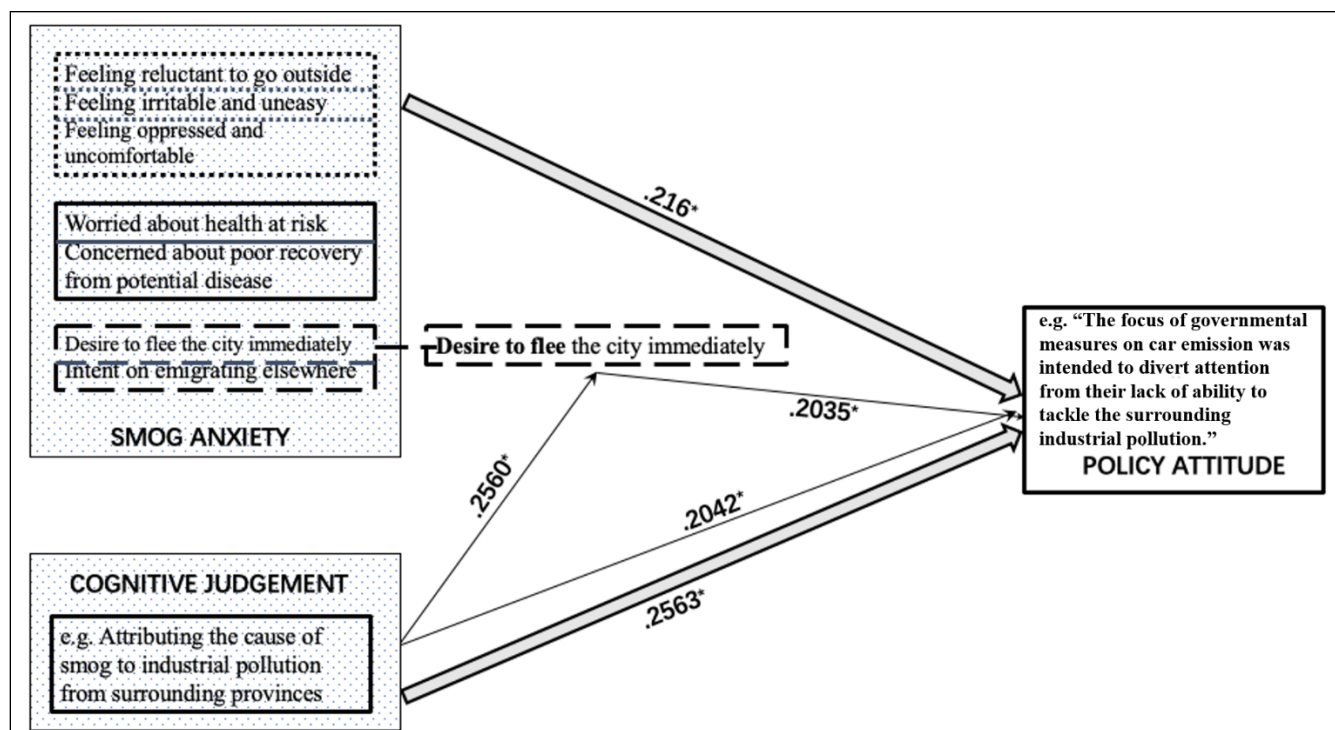 Feeling reluctant to go outside
Feeling irritable and uneasy
Feeling oppressed and
uncomfortable
Worried about health at risk
Concerned about poor recovery
from potential disease
Desire to flee the city immediately
Intent on emigrating elsewhere
SMOG ANXIETY
Desire to flee the city immediately
.216*
.2035*
.2560*
.2042*
.2563*
e.g. “The focus of governmental
measures on car emission was
intended to divert attention
from their lack of ability to
tackle the surrounding
industrial pollution.”
POLICY ATTITUDE
COGNITIVE JUDGEMENT
e.g. Attributing the cause of
smog to industrial pollution
from surrounding provinces